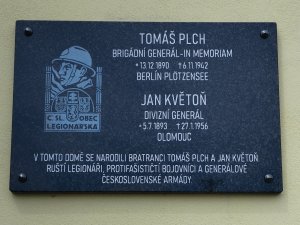 TOMÁŠ PLCH
BRIGÁDNÍ GENERÁL-IN MEMORIAM
*13.12.1890 †6.11.1942
BERLÍN PLÖTZENSEE
JAN KVĚTOŇ
DIVIZNÍ GENERÁL
*5.7.1893 †27.1.1956
OLOMOUC
Č. SL. OBEC
LEGIONÁŘSKÁ
V TOMTO DOMĚ SE NARODILI BRATRANCI TOMÁŠ PLCH A JAN KVĚTOŇ
RUŠTÍ LEGIONÁŘI, PROTIFAŠISTIČTÍ BOJOVNÍCI A GENERÁLOVÉ
ČESKOSLOVENSKÉ ARMÁDY.